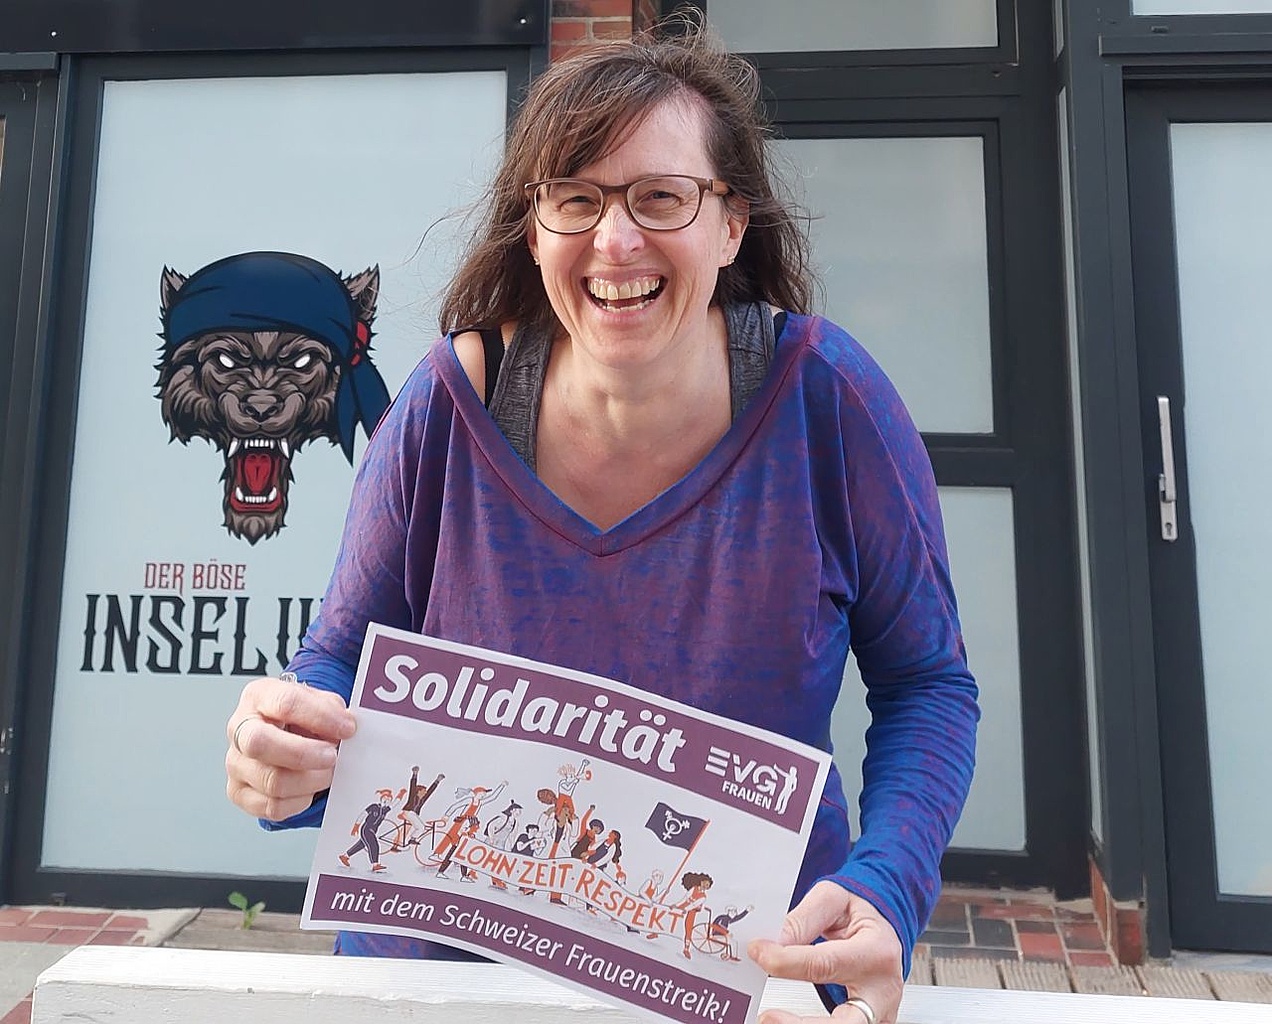 DER BÖSE
Solidarität
EVG
FRAUEN
LOHN·ZEIT·RESPEKT
mit dem Schweizer Frauenstreik!